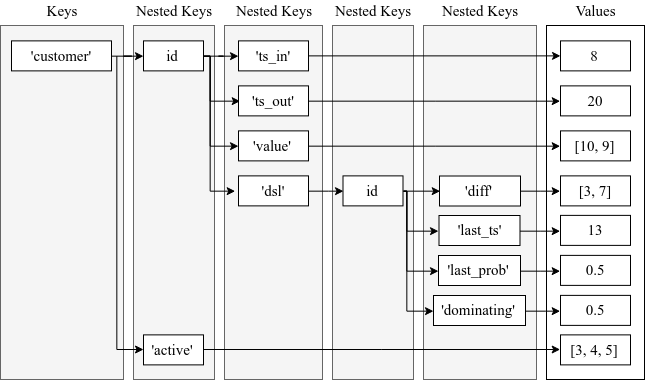 Keys Nested Keys Nested Keys Nested Keys Nested Keys Values
'customer' id 'ts_in' 8
'ts_out' 20
'value' [10, 9]
'dsl' id 'diff' [3, 7]
'last_ts' 13
'last_prob' 0.5
'dominating' 0.5
'active' [3, 4, 5]